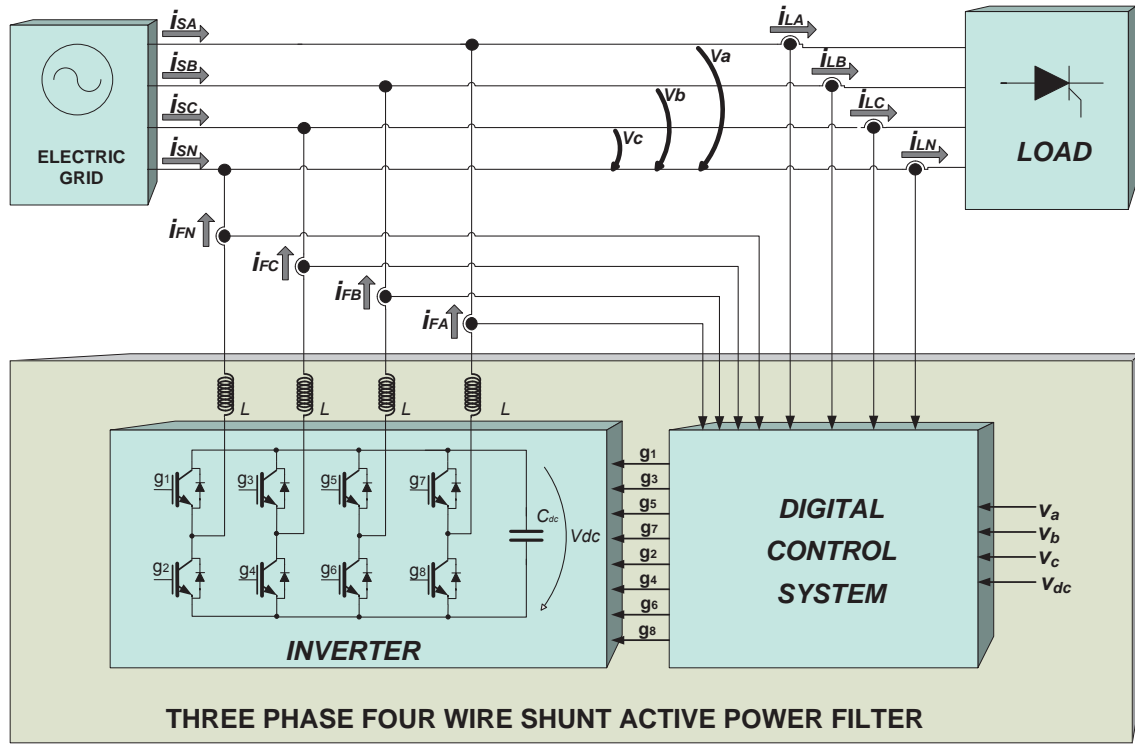 iSA
iSB
iSC
iSN
ELECTRIC
GRID
Va
Vb
Vc
iLA
iLB
iLC
iLN
LOAD
iFN
iFC
iFB
iFA
L
L
L
L
g1
g3
g5
g7
g2
g4
g6
g8
Cdc
Vdc
INVERTER
g1
g3
g5
g7
g2
g4
g6
g8
DIGITAL
CONTROL
SYSTEM
va
vb
vc
vdc
THREE PHASE FOUR WIRE SHUNT ACTIVE POWER FILTER